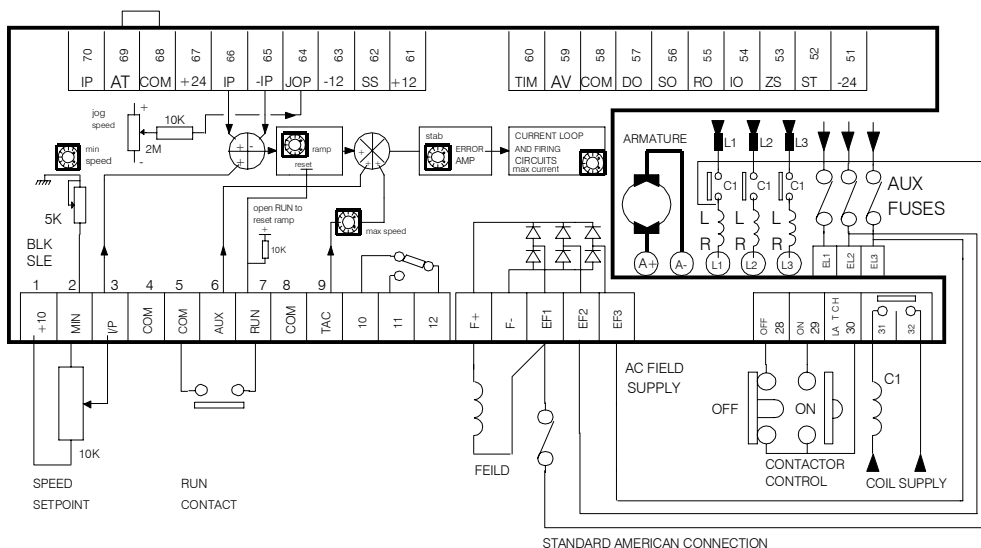 70 69 68 67 66 65 64 63 62 61
IP AT COM +24 IP -IP JOP -12 SS +12
60 59 58 57 56 55 54 53 52 51
TIM AV COM DO SO RO IO ZS ST -24
jog
speed
+
10K
2M
-
min
speed
5K
BLK
SLE
+ -
+
ramp
reset
+
+
+
stab
ERROR
AMP
CURRENT LOOP
AND FIRING
CIRCUITS
max current
open RUN to
reset ramp
+
10K
max speed
ARMATURE
L1 L2 L3
C1 C1 C1
L L L
R R R
A+ A- L1 L2 L3
AUX
FUSES
EL1 EL2 EL3
1 2 3 4 5 6 7 8 9 10 11 12
+10 MIN I/P COM COM AUX RUN COM TAC
F+ F- EF1 EF2 EF3
OFF 28
ON 29
LATCH 30
31 32
10K
SPEED
SETPOINT
RUN
CONTACT
FEILD
AC FIELD
SUPPLY
OFF
ON
CONTACTOR
CONTROL
C1
COIL SUPPLY
STANDARD AMERICAN CONNECTION